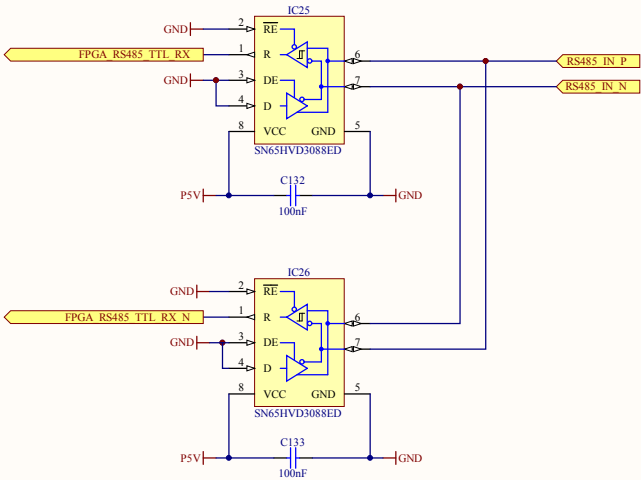 IC25
GND 2 RE
FPGA_RS485_TTL_RX 1 R 6 RS485_IN_P
GND 3 DE 7 RS485_IN_N
4 D
8 VCC GND 5
SN65HVD3088ED
C132
P5V GND
100nF
IC26
GND 2 RE
FPGA_RS485_TTL_RX_N 1 R 6
GND 3 DE 7
4 D
8 VCC GND 5
SN65HVD3088ED
C133
P5V GND
100nF